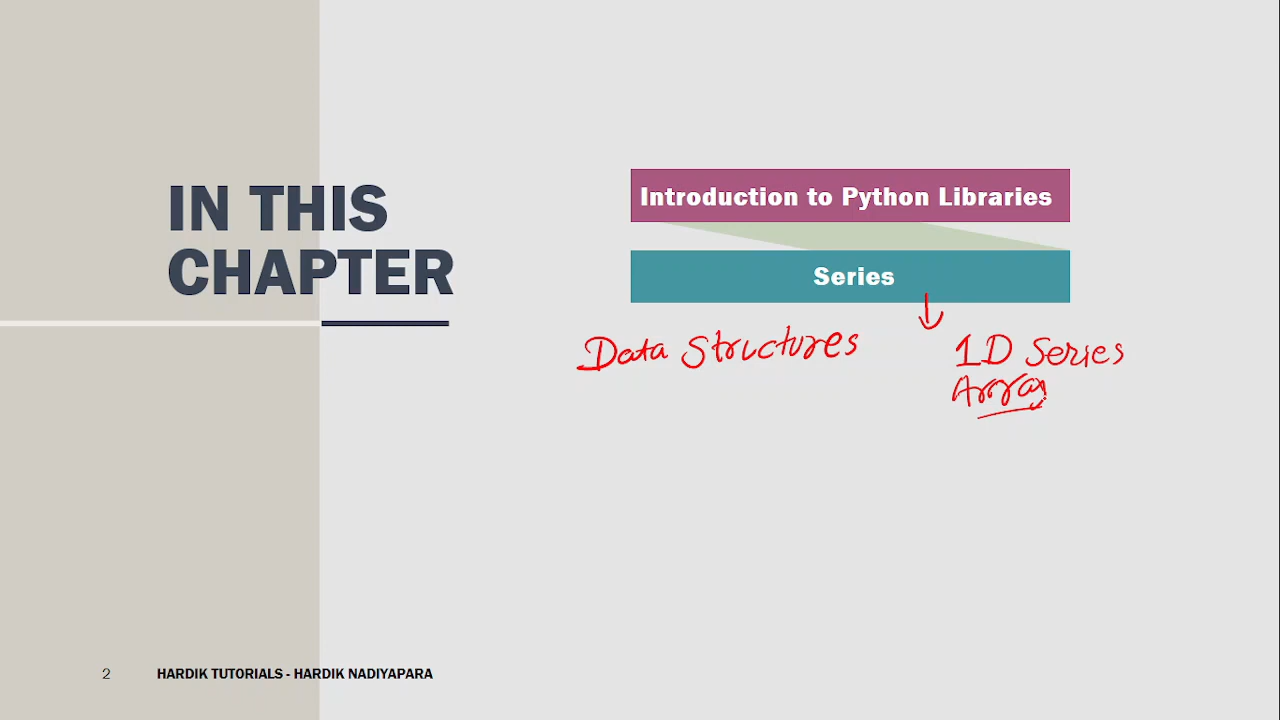 IN THIS
CHAPTER
Introduction to Python Libraries
Series
Data Structures
1D Series
Array
2
HARDIK TUTORIALS - HARDIK NADIYAPARA